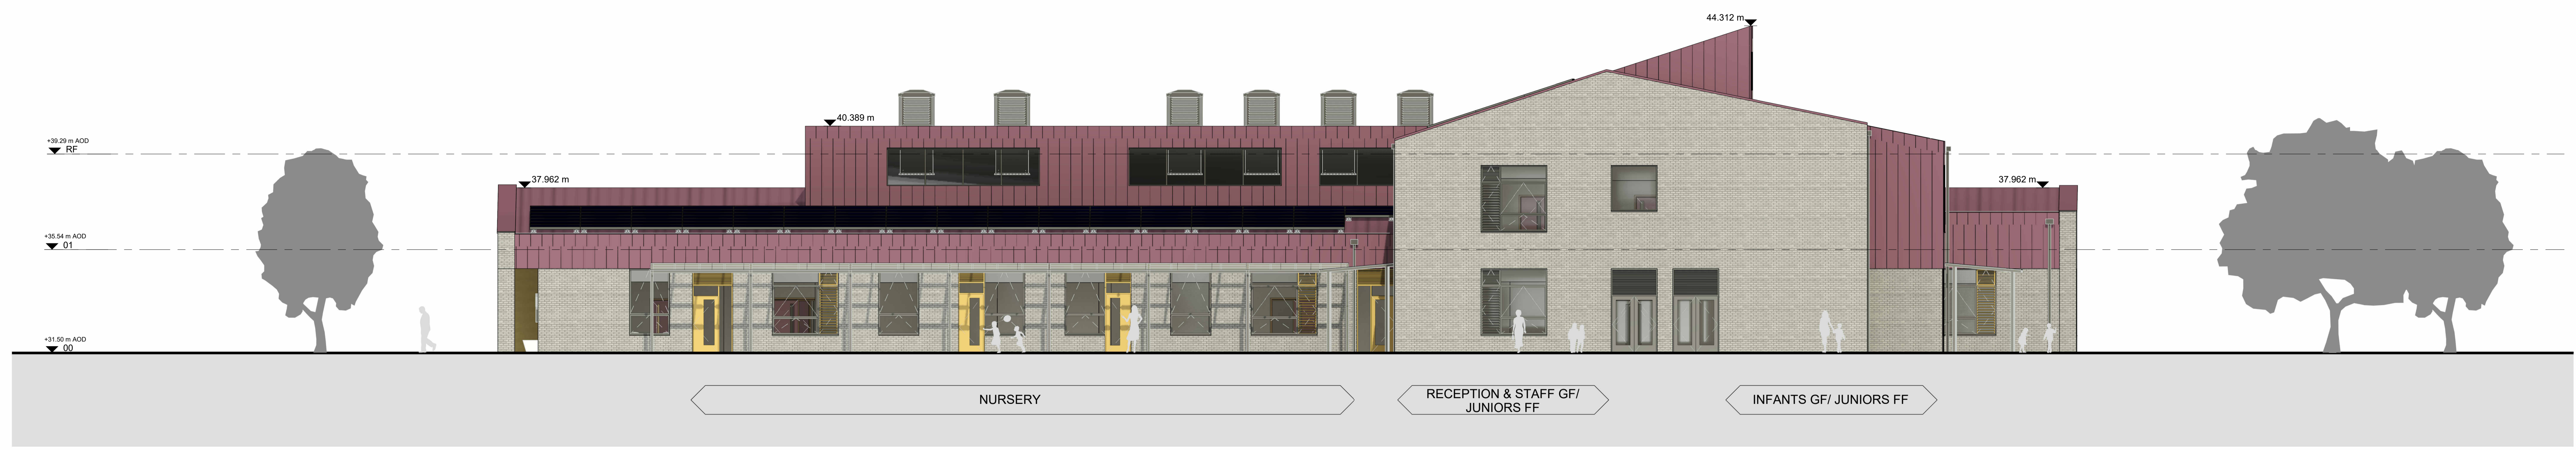 44.312 m
40.389 m
+39.29 m AOD
RF
37.962 m
37.962 m
+35.54 m AOD
01
+31.50 m AOD
00
NURSERY
RECEPTION & STAFF GF/
JUNIORS FF
INFANTS GF/ JUNIORS FF